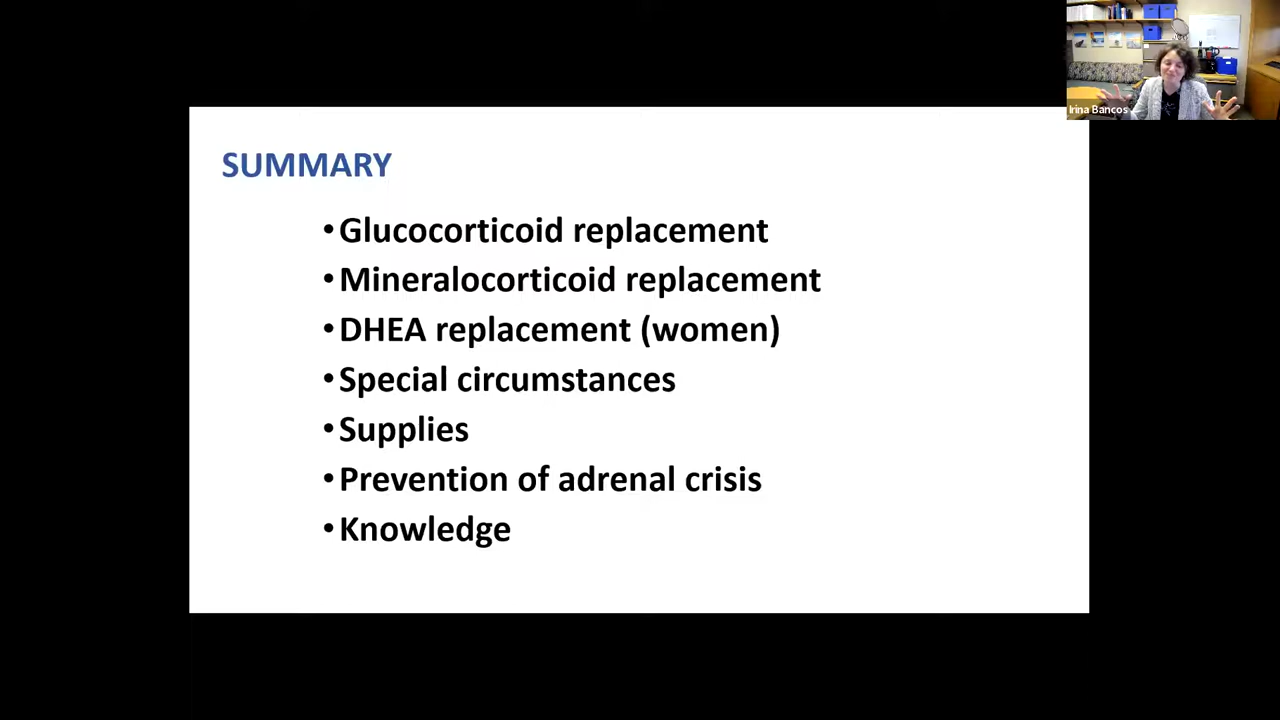 Irina Bancos
SUMMARY
•Glucocorticoid replacement
•Mineralocorticoid replacement
•DHEA replacement (women)
•Special circumstances
•Supplies
•Prevention of adrenal crisis
•Knowledge